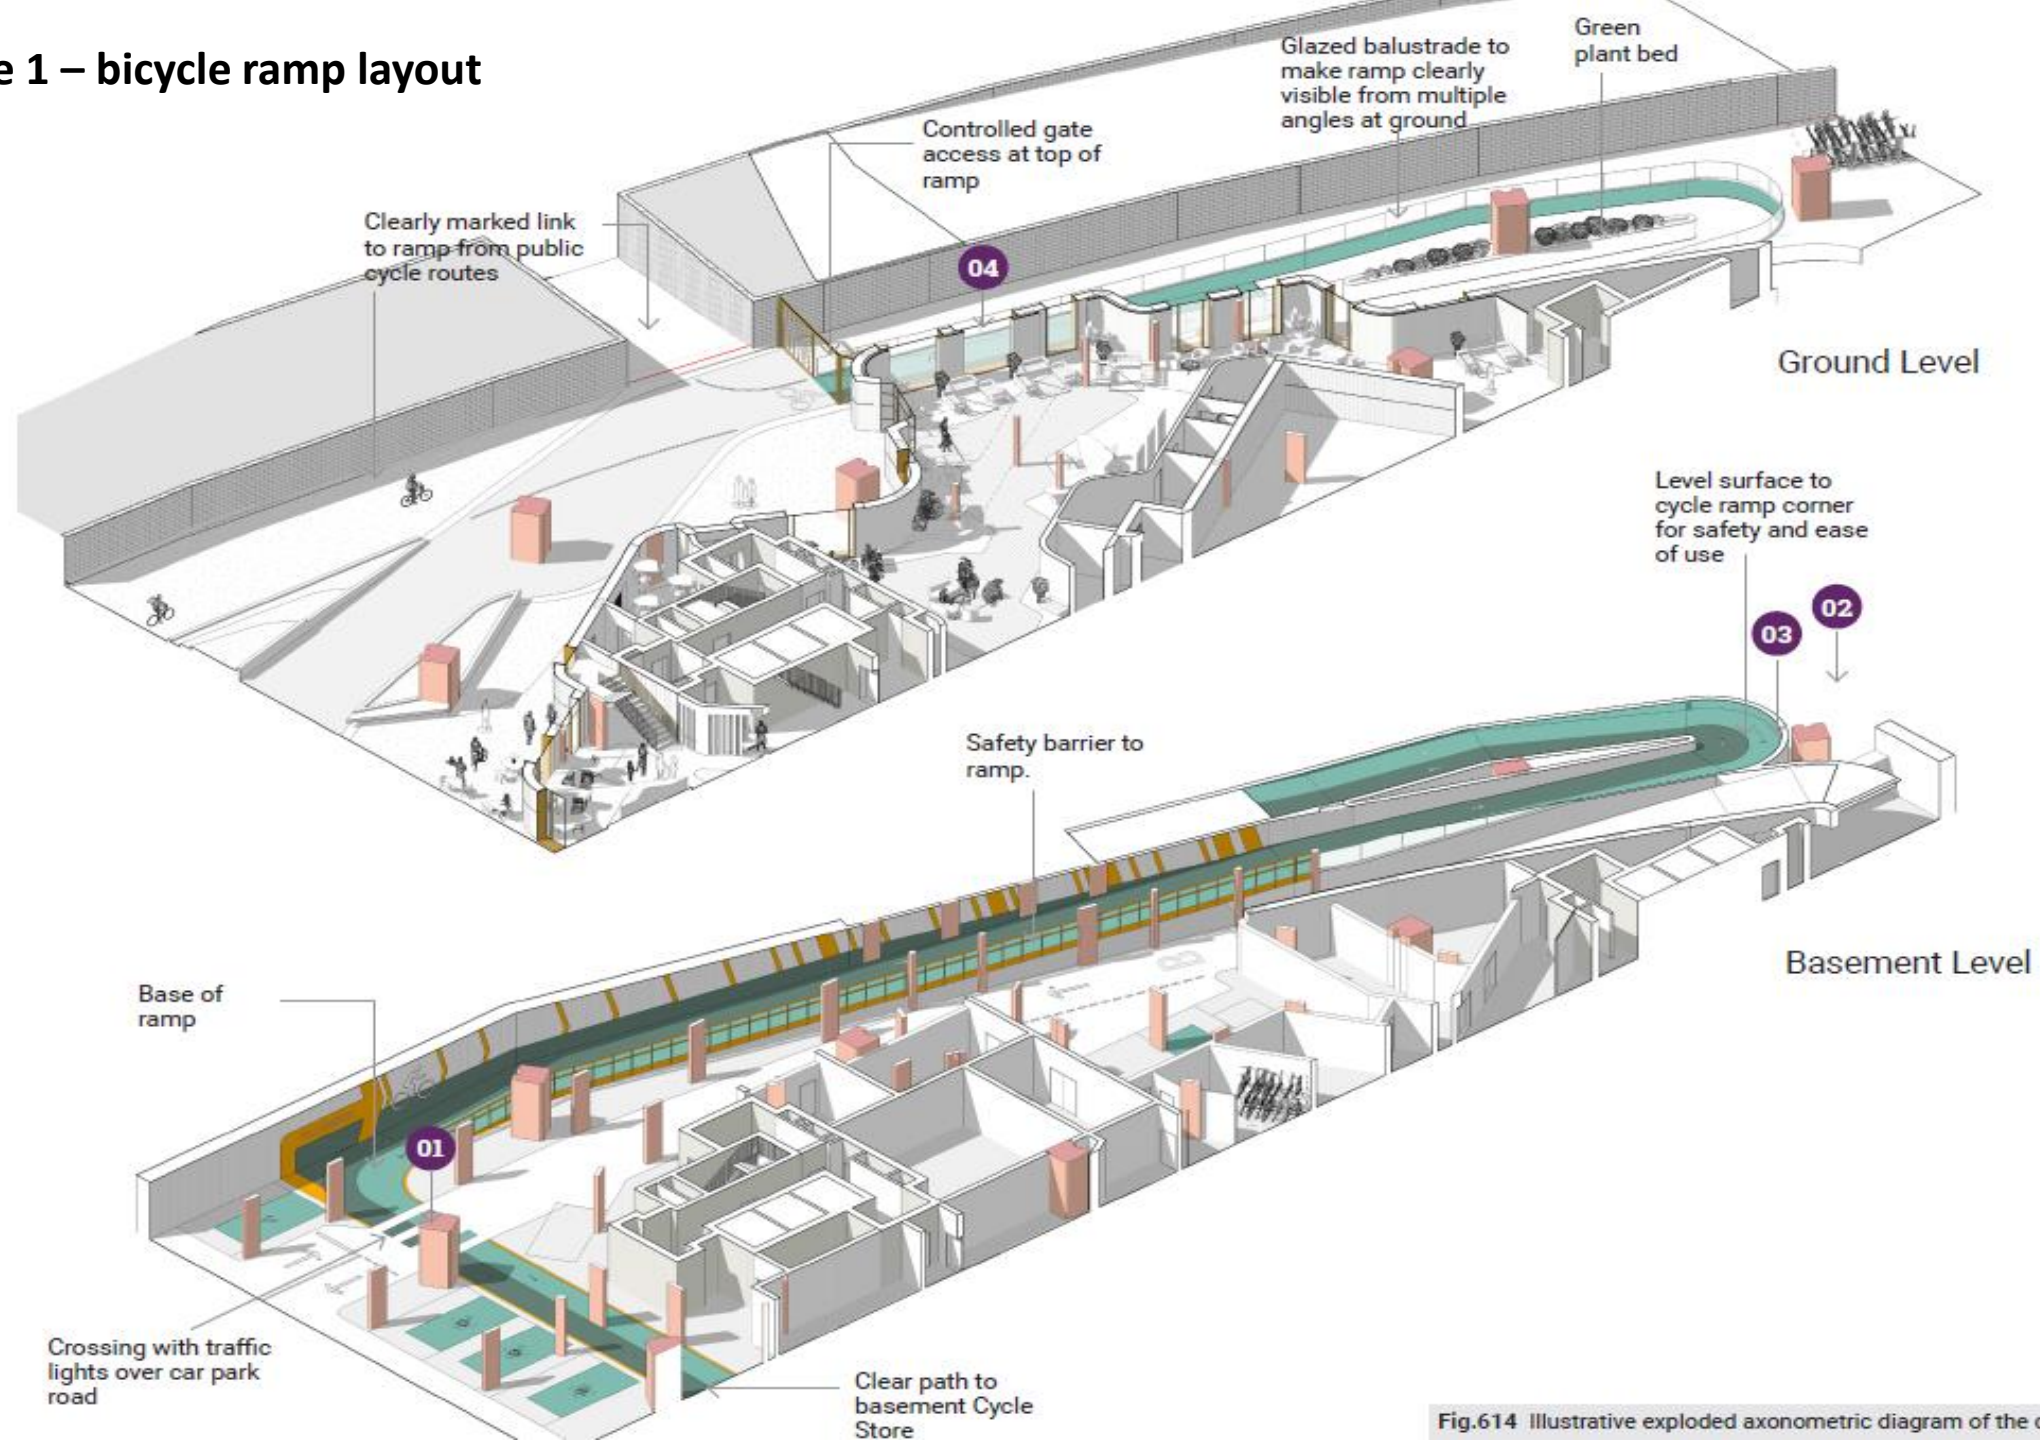 e 1 – bicycle ramp layout
Green
plant bed
Glazed balustrade to
make ramp clearly
visible from multiple
angles at ground
Controlled gate
access at top of
ramp
Clearly marked link
to ramp from public
cycle routes
04
Ground Level
Level surface to
cycle ramp corner
for safety and ease
of use
02
03
Safety barrier to
ramp.
Basement Level
Base of
ramp
01
Crossing with traffic
lights over car park
road
Clear path to
basement Cycle
Store
Fig.614 Illustrative exploded axonometric diagram of the